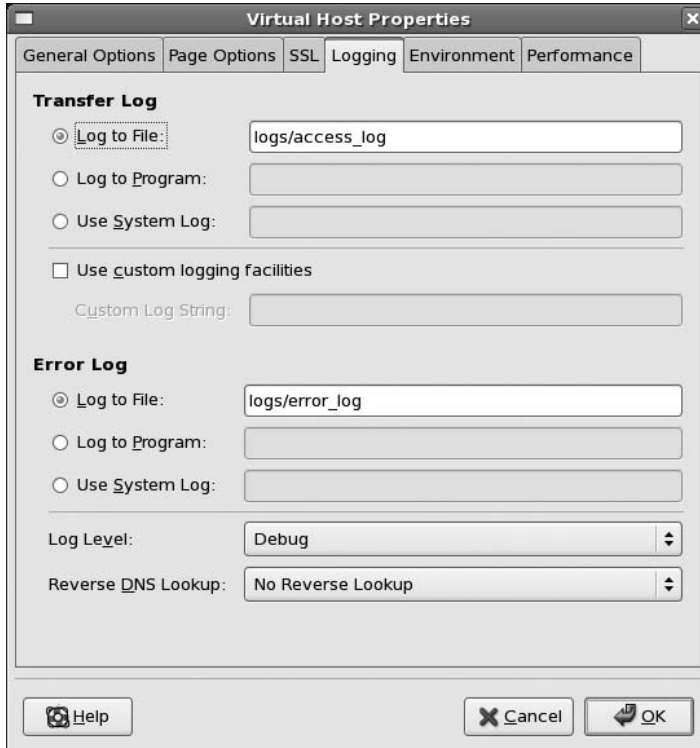 Virtual Host Properties
General Options Page Options SSL Logging Environment Performance
Transfer Log
Log to File: logs/access_log
Log to Program:
Use System Log:
Use custom logging facilities
Custom Log String:
Error Log
Log to File: logs/error_log
Log to Program:
Use System Log:
Log Level: Debug
Reverse DNS Lookup: No Reverse Lookup
Help Cancel OK